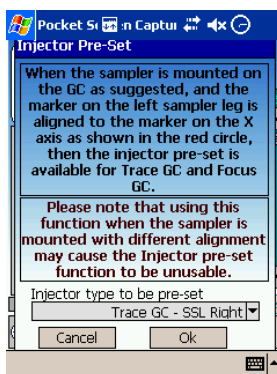 Pocket Sc n Captur
Injector Pre-Set
When the sampler is mounted on
the GC as suggested, and the
marker on the left sampler leg is
aligned to the marker on the X
axis as shown in the red circle,
then the injector pre-set is
available for Trace GC and Focus
GC.
Please note that using this
function when the sampler is
mounted with different alignment
may cause the Injector pre-set
function to be unusable.
Injector type to be pre-set
Trace GC - SSL Right
Cancel Ok